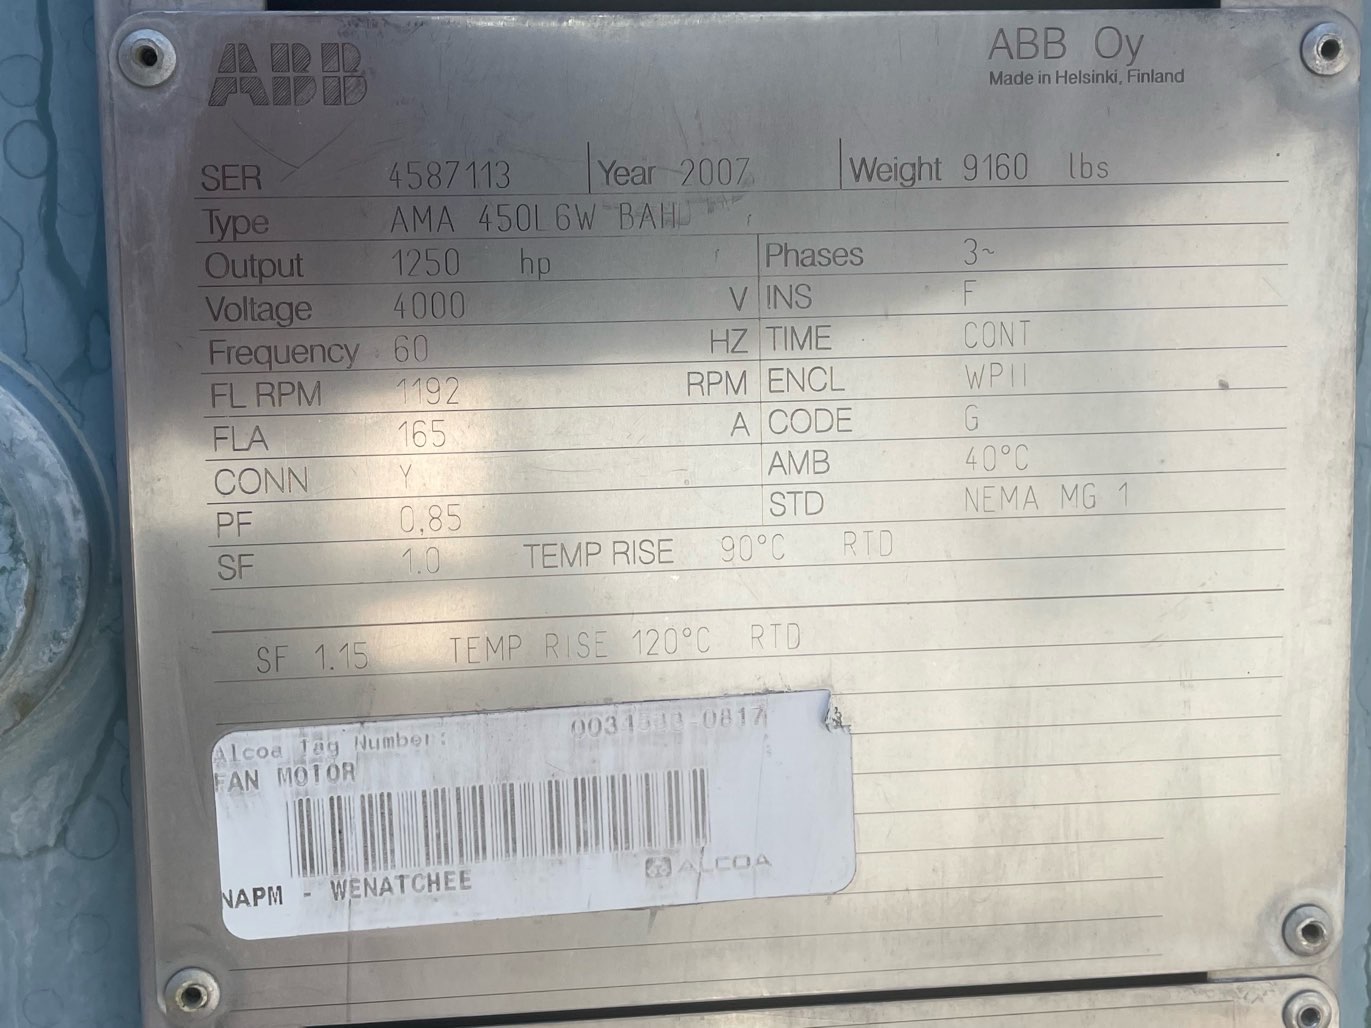 ABB
ABB Oy
Made in Helsinki, Finland
SER 4587113 Year 2007 Weight 9160 lbs
Type AMA 450L6W BAH
Output 1250 hp Phases 3~
Voltage 4000 V INS F
Frequency 60 HZ TIME CONT
FL RPM 1192 RPM ENCL WPII
FLA 165 A CODE G
CONN Y AMB 40°C
PF 0,85 STD NEMA MG 1
SF 1.0 TEMP RISE 90°C RTD
SF 1.15 TEMP RISE 120°C RTD
Alcoa Tag Number:
FAN MOTOR
NAPM - WENATCHEE
ALCOA